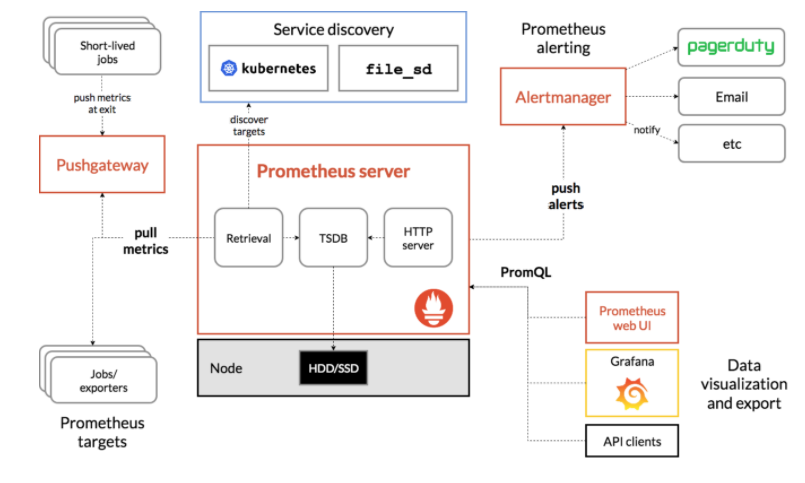 Short-lived
jobs
push metrics
at exit
Pushgateway
pull
metrics
Jobs/
exporters
Prometheus
targets
Service discovery
kubernetes
file_sd
discover
targets
Prometheus server
Retrieval
TSDB
HTTP
server
Node
HDD/SSD
Prometheus
alerting
Alertmanager
pagerduty
Email
notify
etc
push
alerts
PromQL
Prometheus
web UI
Grafana
API clients
Data
visualization
and export